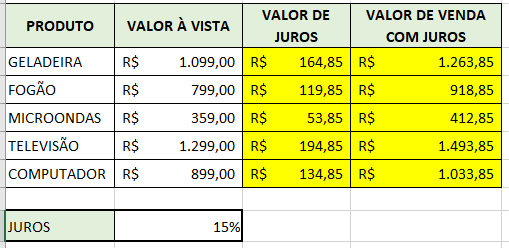 PRODUTO VALOR À VISTA VALOR DE JUROS VALOR DE VENDA COM JUROS
GELADEIRA R$ 1.099,00 R$ 164,85 R$ 1.263,85
FOGÃO R$ 799,00 R$ 119,85 R$ 918,85
MICROONDAS R$ 359,00 R$ 53,85 R$ 412,85
TELEVISÃO R$ 1.299,00 R$ 194,85 R$ 1.493,85
COMPUTADOR R$ 899,00 R$ 134,85 R$ 1.033,85
JUROS 15%